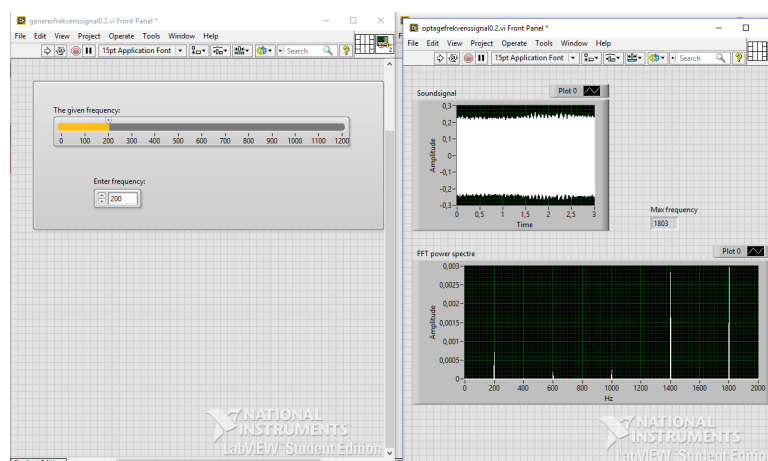 genererfrekvenssignal0.2.vi Front Panel *
File Edit View Project Operate Tools Window Help
15pt Application Font
Search
2
The given frequency:
0 100 200 300 400 500 600 700 800 900 1000 1100 1200
Enter frequency:
200
NATIONAL
INSTRUMENTS
LabVIEW Student Edition
optagefrekvenssignal0.2.vi Front Panel *
File Edit View Project Operate Tools Window Help
15pt Application Font
Search
Soundsignal
Plot 0
0,3
0,2
0,1
0
-0,1
-0,2
-0,3
Amplitude
0 0,5 1 1,5 2 2,5 3
Time
Max frequency
1803
FFT power spectre
Plot 0
0,003
0,0025
0,002
0,0015
0,001
0,0005
0
Amplitude
0 200 400 600 800 1000 1200 1400 1600 1800 2000
Hz
NATIONAL
INSTRUMENTS
LabVIEW Student Edition